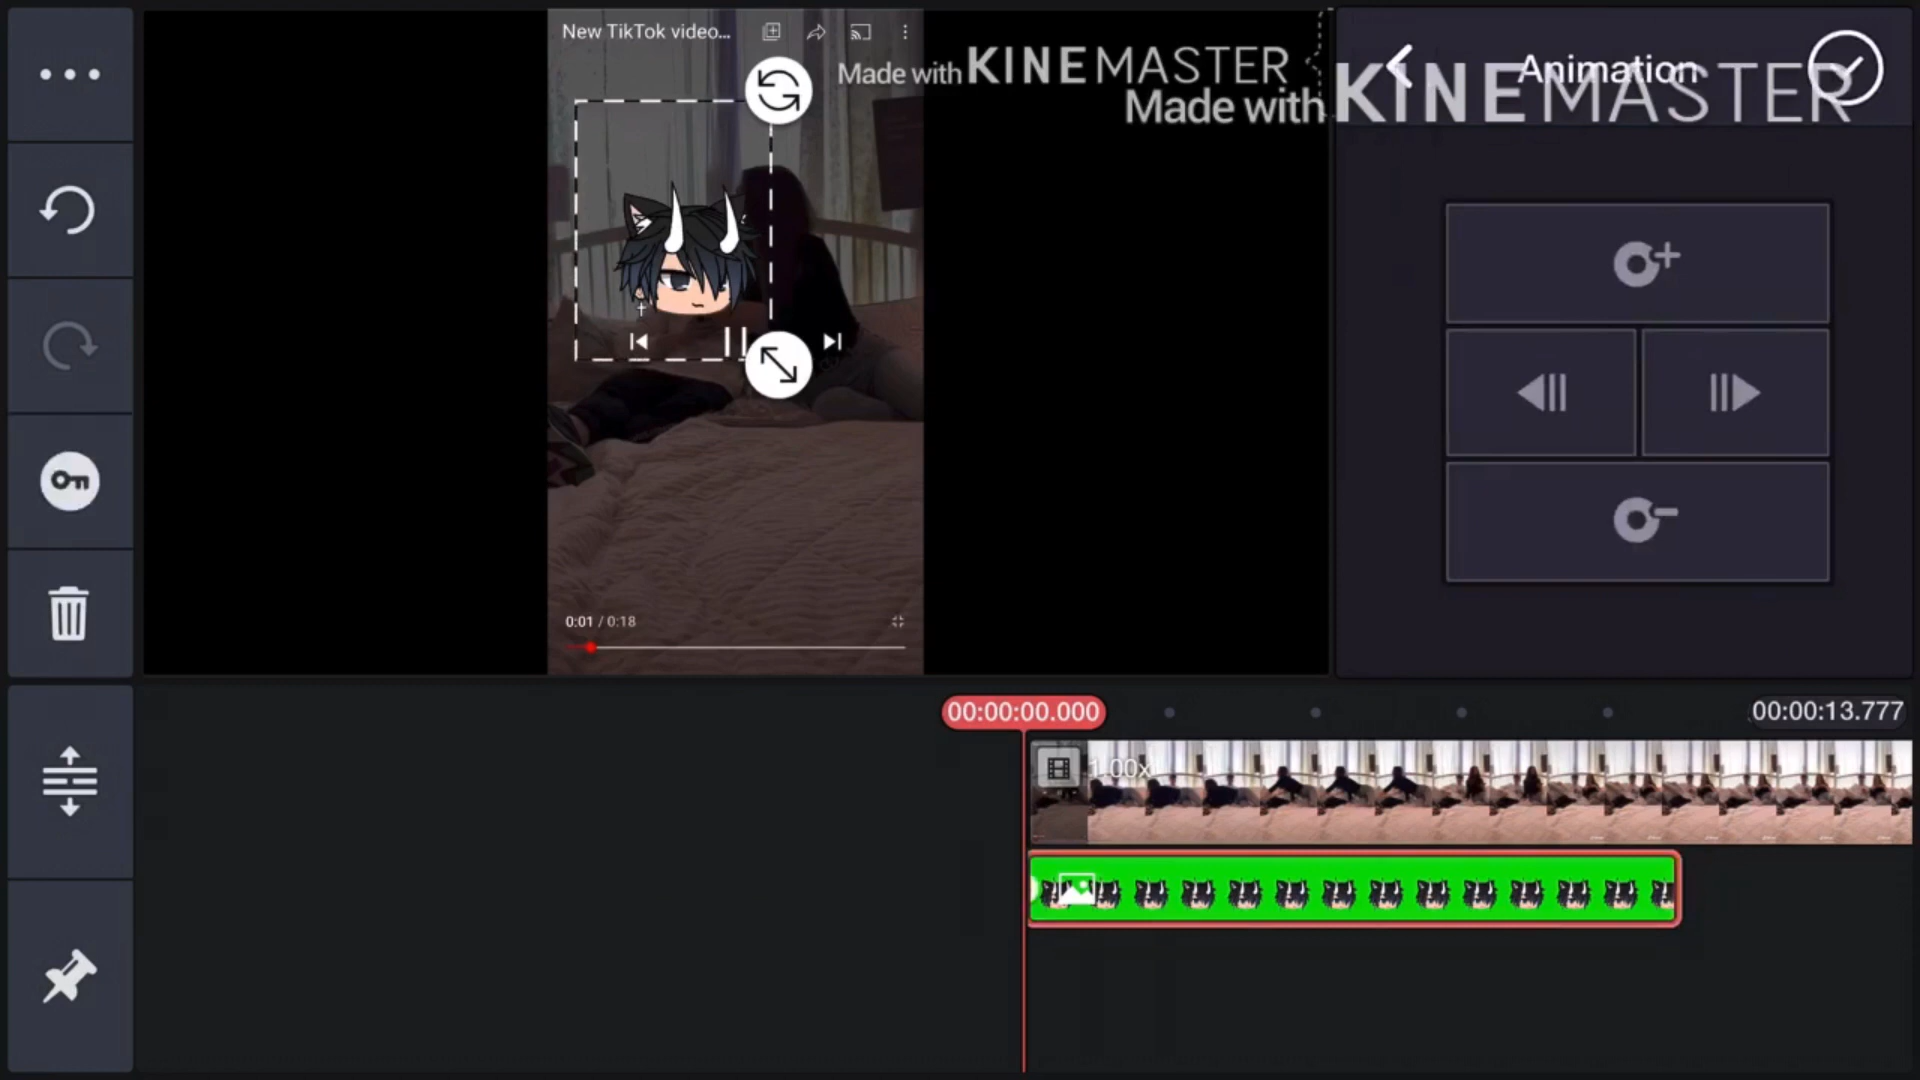 New TikTok video...
Made with KINEMASTER
Animation
Made with KINEMASTER
0:01 / 0:18
00:00:00.000
00:00:13.777
1.00x